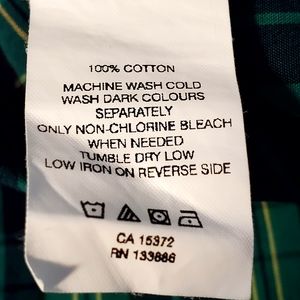 100% COTTON
MACHINE WASH COLD
WASH DARK COLOURS
SEPARATELY
ONLY NON-CHLORINE BLEACH
WHEN NEEDED
TUMBLE DRY LOW
LOW IRON ON REVERSE SIDE
CA 15372
RN 133886